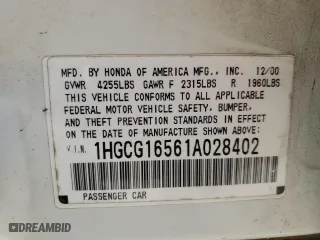 MFD. BY HONDA OF AMERICA MFG., INC. 12/00
GVWR 4255LBS GAWR F 2315LBS R 1960LBS
THIS VEHICLE CONFORMS TO ALL APPLICABLE
FEDERAL MOTOR VEHICLE SAFETY, BUMPER,
AND THEFT PREVENTION STANDARDS IN EFFECT
ON THE DATE OF MANUFACTURE SHOWN ABOVE.
V.I.N. 1HGCG16561A028402
PASSENGER CAR
DREAMBID